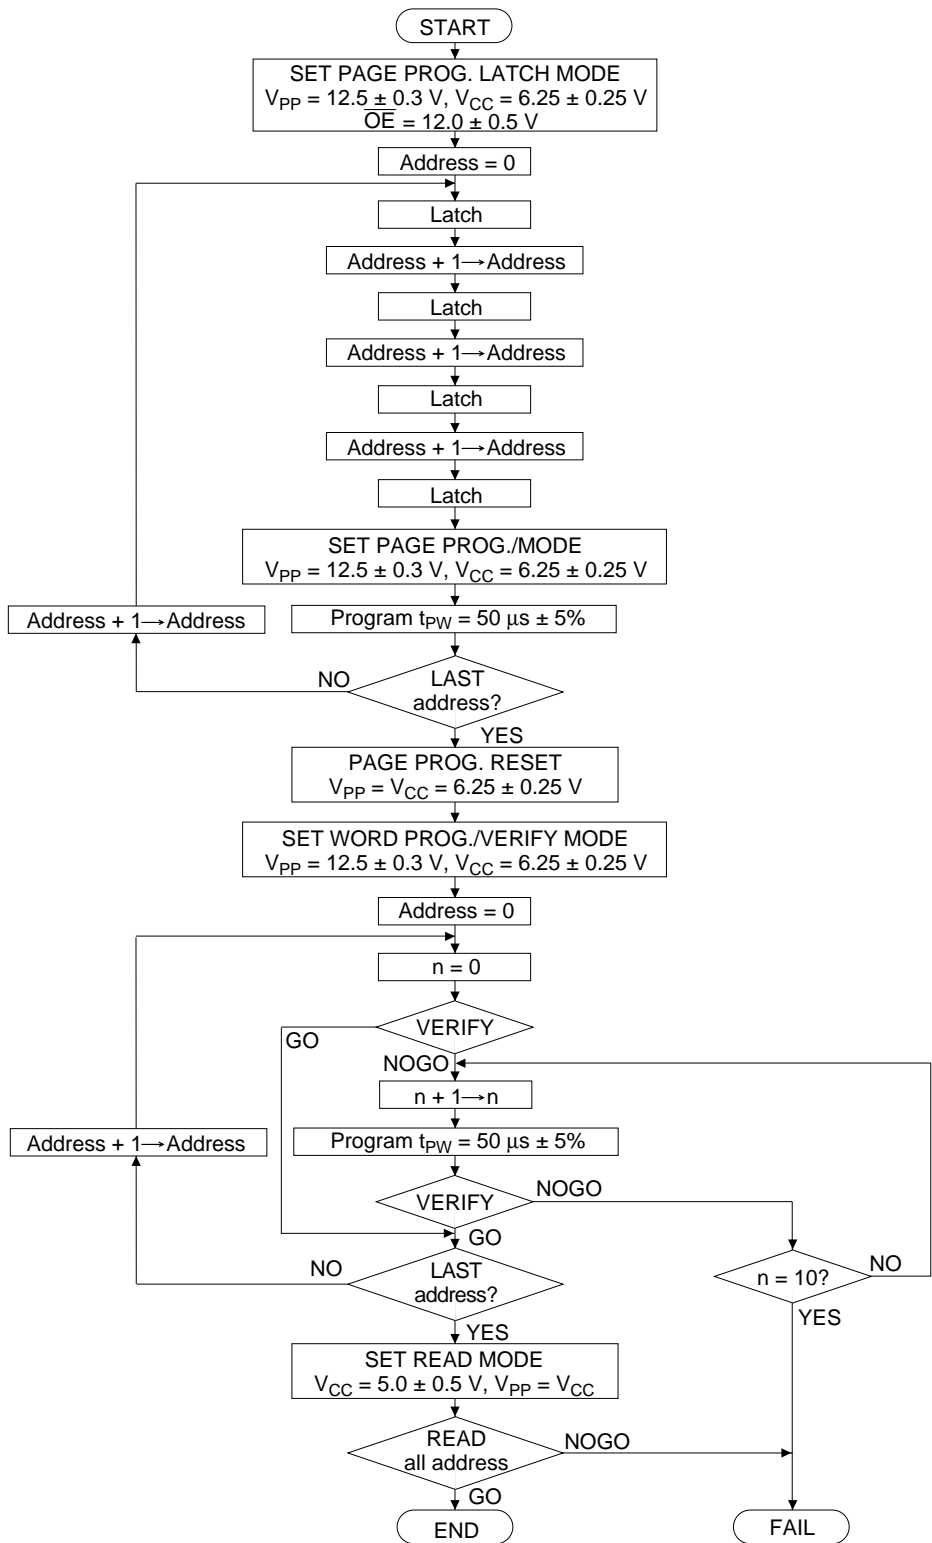 START
SET PAGE PROG. LATCH MODE
VPP = 12.5 ± 0.3 V, VCC = 6.25 ± 0.25 V
O̅E̅ = 12.0 ± 0.5 V
Address = 0
Latch
Address + 1→Address
Latch
Address + 1→Address
Latch
Address + 1→Address
Latch
SET PAGE PROG./MODE
VPP = 12.5 ± 0.3 V, VCC = 6.25 ± 0.25 V
Address + 1→Address
Program tPW = 50 µs ± 5%
NO
LAST
address?
YES
PAGE PROG. RESET
VPP = VCC = 6.25 ± 0.25 V
SET WORD PROG./VERIFY MODE
VPP = 12.5 ± 0.3 V, VCC = 6.25 ± 0.25 V
Address = 0
n = 0
VERIFY
GO
NOGO
n + 1→n
Address + 1→Address
Program tPW = 50 µs ± 5%
VERIFY
NOGO
GO
NO
LAST
address?
n = 10?
NO
YES
YES
SET READ MODE
VCC = 5.0 ± 0.5 V, VPP = VCC
READ
all address
NOGO
GO
END
FAIL